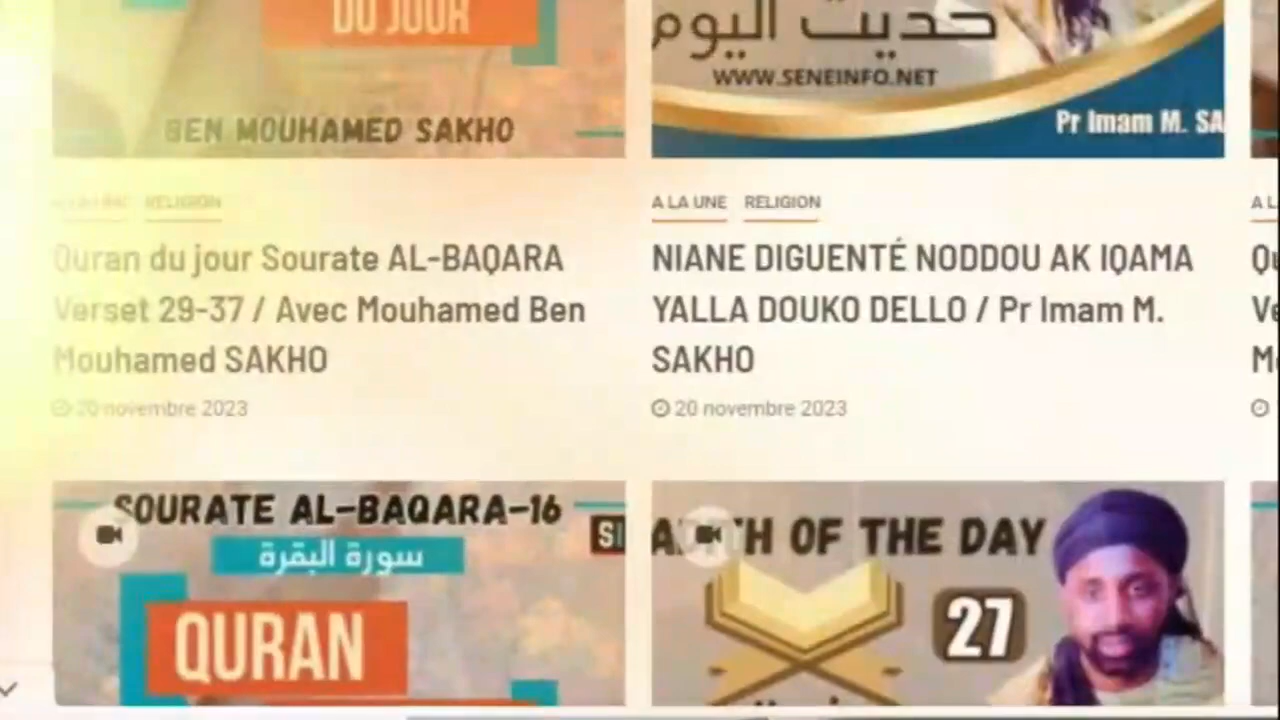 DU JOUR
BEN MOUHAMED SAKHO
حديث اليوم
WWW.SENEINFO.NET
Pr Imam M. SA
A LA UNE RELIGION
Quran du jour Sourate AL-BAQARA
Verset 29-37 / Avec Mouhamed Ben
Mouhamed SAKHO
20 novembre 2023
A LA UNE RELIGION
NIANE DIGUENTÉ NODDOU AK IQAMA
YALLA DOUKO DELLO / Pr Imam M.
SAKHO
20 novembre 2023
SOURATE AL-BAQARA-16
سورة البقرة
QURAN
OF THE DAY
27